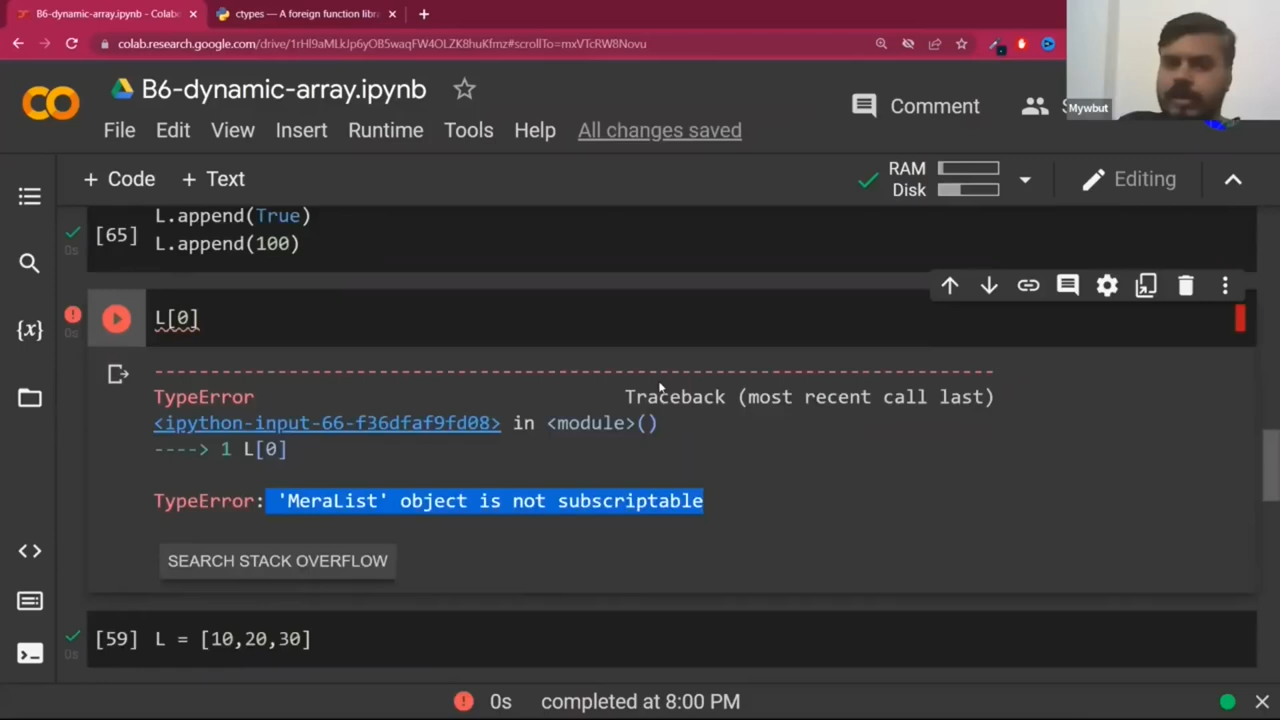 B6-dynamic-array.ipynb - Colab
ctypes — A foreign function libr
colab.research.google.com/drive/1rHl9aMLkJp6yOB5waqFW4OLZK8huKfmz#scrollTo=mxVTcRW8Novu
B6-dynamic-array.ipynb
Comment
Mywbut
File Edit View Insert Runtime Tools Help All changes saved
+ Code + Text
RAM
Disk
Editing
L.append(True)
[65]
0s
L.append(100)
0s
L[0]
{x}
---------------------------------------------------------------------------
TypeError Traceback (most recent call last)
<ipython-input-66-f36dfaf9fd08> in <module>()
----> 1 L[0]
TypeError: 'MeraList' object is not subscriptable
SEARCH STACK OVERFLOW
[59] L = [10,20,30]
0s
0s completed at 8:00 PM